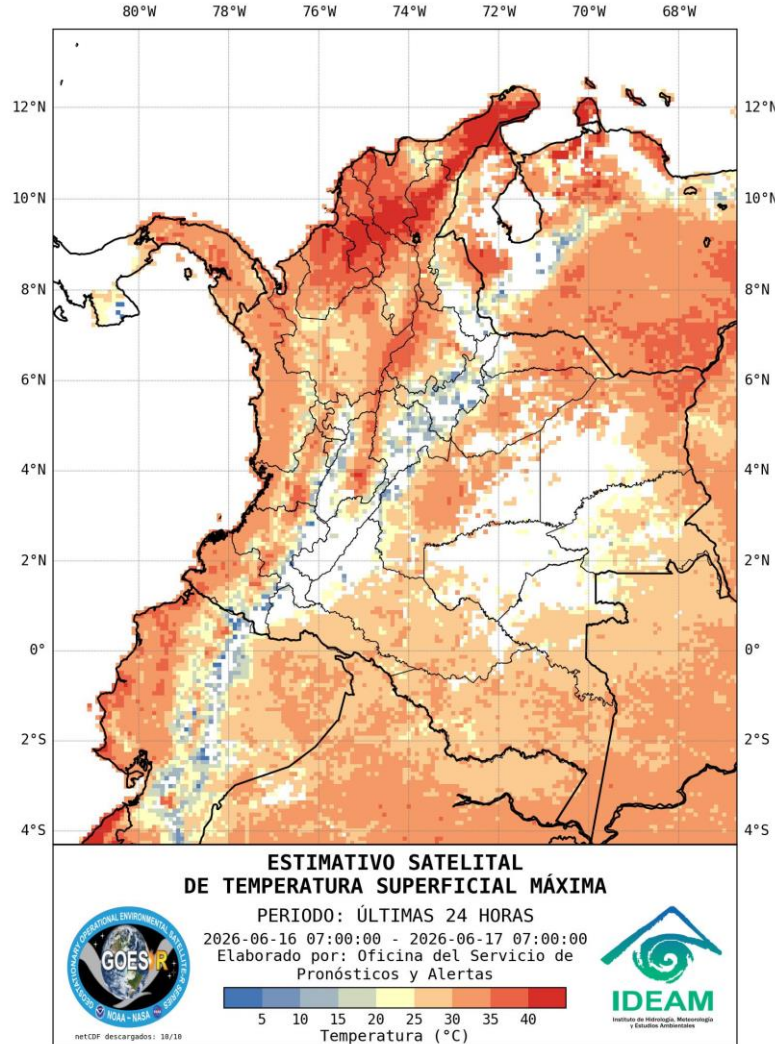 80°W 78°W 76°W 74°W 72°W 70°W 68°W
12°N 12°N
10°N 10°N
8°N 8°N
6°N 6°N
4°N 4°N
2°N 2°N
0° 0°
2°S 2°S
4°S 4°S
ESTIMATIVO SATELITAL
DE TEMPERATURA SUPERFICIAL MÁXIMA
PERIODO: ÚLTIMAS 24 HORAS
2026-06-16 07:00:00 - 2026-06-17 07:00:00
Elaborado por: Oficina del Servicio de
Pronósticos y Alertas
5 10 15 20 25 30 35 40
Temperatura (°C)
GEOSTATIONARY OPERATIONAL ENVIRONMENTAL SATELLITE R SERIES
GOES R
NOAA ~ NASA
netCDF descargados: 10/10
IDEAM
Instituto de Hidrología, Meteorología
y Estudios Ambientales